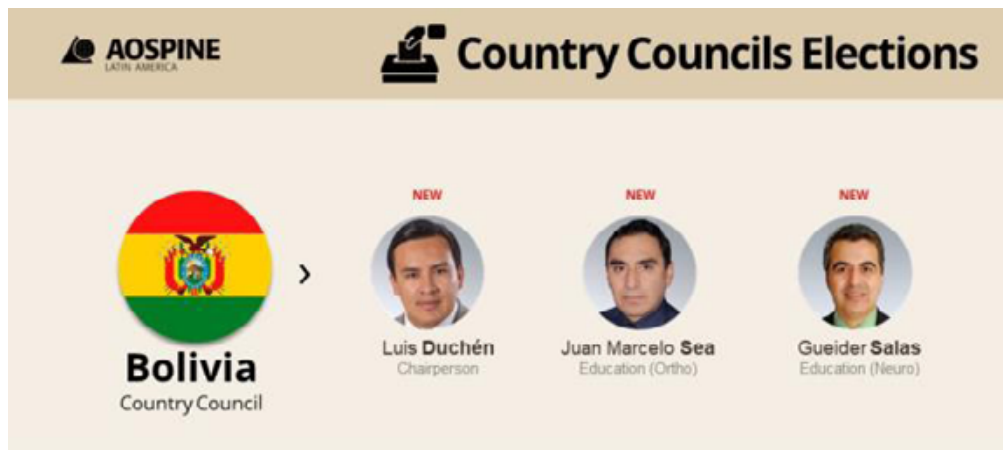 AOSPINE
LATIN AMERICA
Country Councils Elections
NEW
NEW
NEW
Luis Duchén
Chairperson
Juan Marcelo Sea
Education (Ortho)
Gueider Salas
Education (Neuro)
Bolivia
Country Council